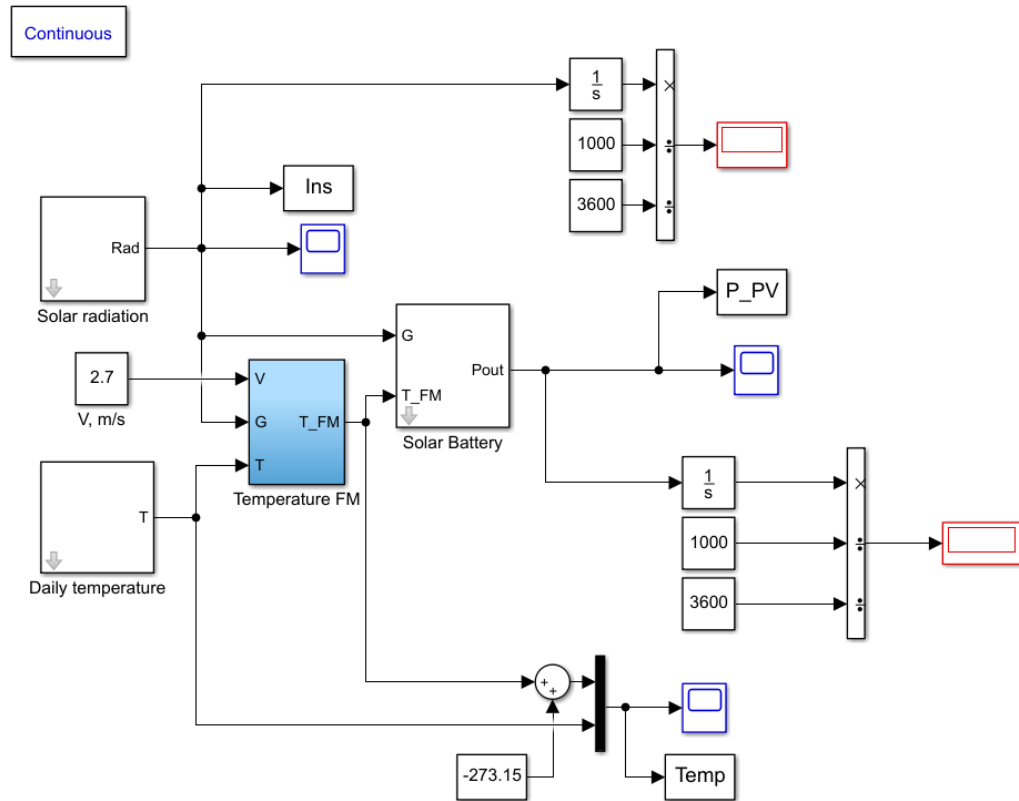 Continuous
1
s
×
1000
÷
3600
÷
Ins
Rad
Solar radiation
P_PV
G
Pout
T_FM
Solar Battery
2.7
V, m/s
V
G
T_FM
T
Temperature FM
T
Daily temperature
1
s
×
1000
÷
3600
÷
+
+
-273.15
Temp